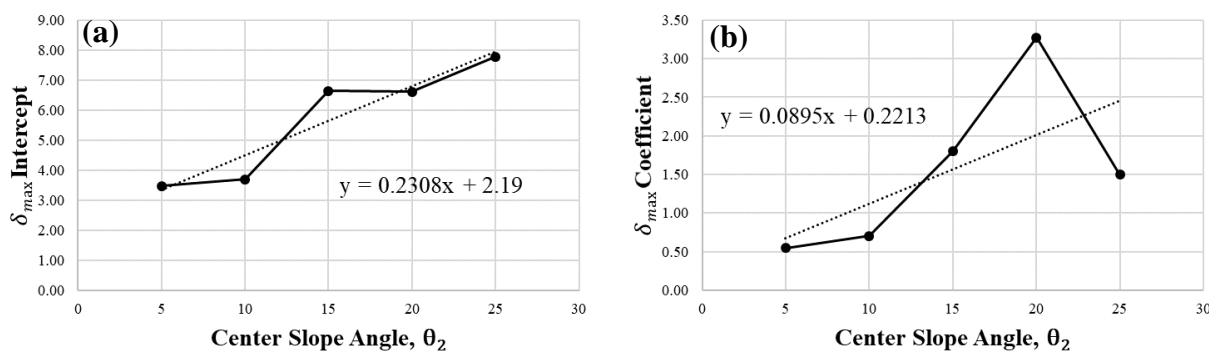 (a)
9.00
8.00
7.00
6.00
5.00
4.00
3.00
2.00
1.00
0.00
δmax Intercept
y = 0.2308x + 2.19
0 5 10 15 20 25 30
Center Slope Angle, θ₂
(b)
3.50
3.00
2.50
2.00
1.50
1.00
0.50
0.00
δmax Coefficient
y = 0.0895x + 0.2213
0 5 10 15 20 25 30
Center Slope Angle, θ₂